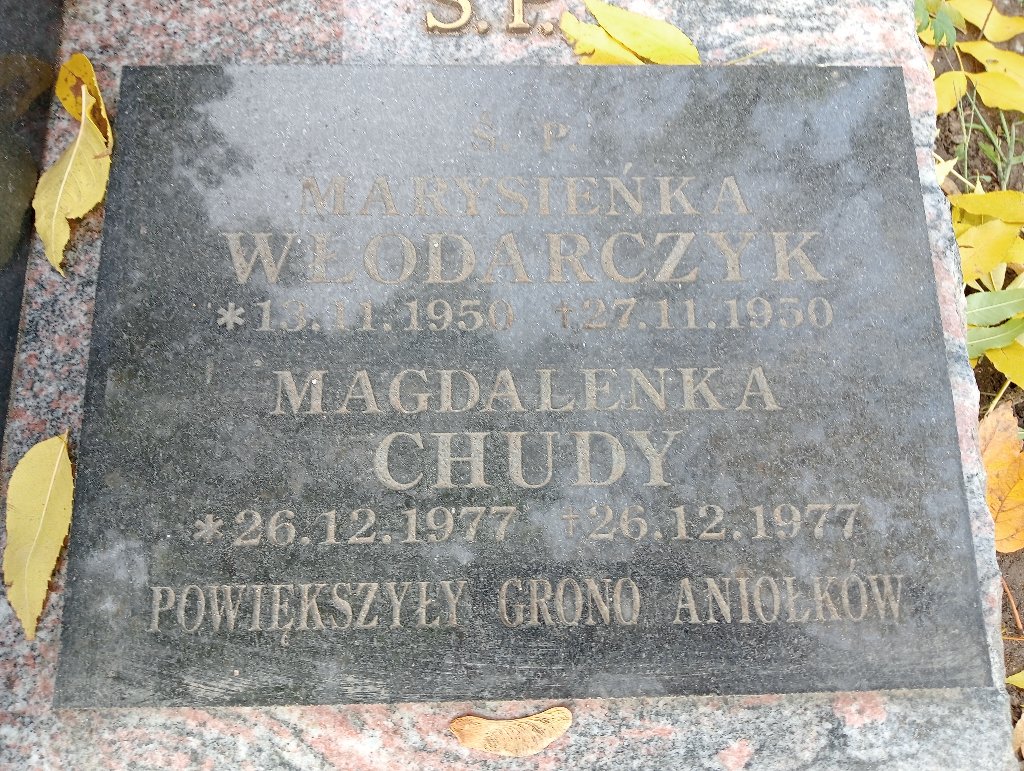 Ś.P.
Ś. P.
MARYSIEŃKA
WŁODARCZYK
*13.11.1950 †27.11.1950
MAGDALENKA
CHUDY
*26.12.1977 †26.12.1977
POWIĘKSZYŁY GRONO ANIOŁKÓW